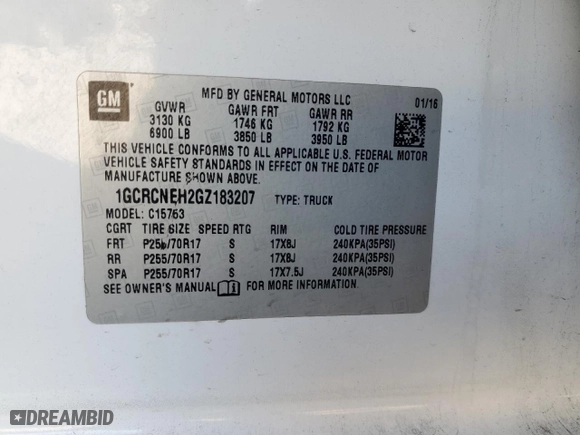 GM
MFD BY GENERAL MOTORS LLC
01/16
GVWR GAWR FRT GAWR RR
3130 KG 1746 KG 1792 KG
6900 LB 3850 LB 3950 LB
THIS VEHICLE CONFORMS TO ALL APPLICABLE U.S. FEDERAL MOTOR
VEHICLE SAFETY STANDARDS IN EFFECT ON THE DATE OF
MANUFACTURE SHOWN ABOVE.
1GCRCNEH2GZ183207 TYPE: TRUCK
MODEL: C15763
CGRT TIRE SIZE SPEED RTG RIM COLD TIRE PRESSURE
FRT P255/70R17 S 17X8J 240KPA(35PSI)
RR P255/70R17 S 17X8J 240KPA(35PSI)
SPA P255/70R17 S 17X7.5J 240KPA(35PSI)
SEE OWNER'S MANUAL FOR MORE INFORMATION.
DREAMBID